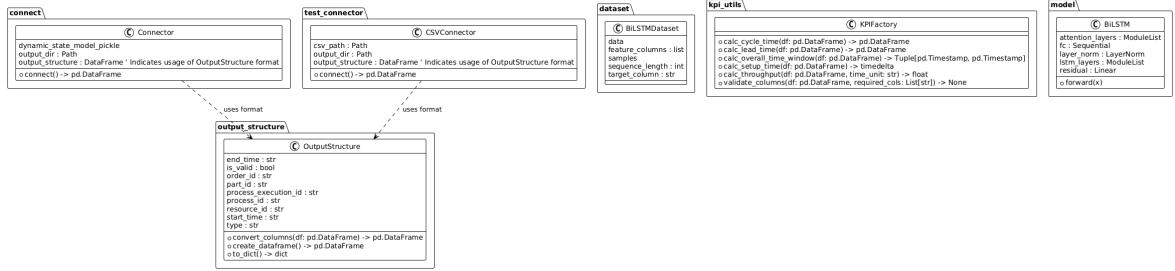 connect
C Connector
dynamic_state_model_pickle
output_dir : Path
output_structure : DataFrame ' Indicates usage of OutputStructure format
connect() -> pd.DataFrame
test_connector
C CSVConnector
csv_path : Path
output_dir : Path
output_structure : DataFrame ' Indicates usage of OutputStructure format
connect() -> pd.DataFrame
dataset
C BiLSTMDataset
data
feature_columns : list
samples
sequence_length : int
target_column : str
kpi_utils
C KPIFactory
calc_cycle_time(df: pd.DataFrame) -> pd.DataFrame
calc_lead_time(df: pd.DataFrame) -> pd.DataFrame
calc_overall_time_window(df: pd.DataFrame) -> Tuple[pd.Timestamp, pd.Timestamp]
calc_setup_time(df: pd.DataFrame) -> timedelta
calc_throughput(df: pd.DataFrame, time_unit: str) -> float
validate_columns(df: pd.DataFrame, required_cols: List[str]) -> None
model
C BiLSTM
attention_layers : ModuleList
fc : Sequential
layer_norm : LayerNorm
lstm_layers : ModuleList
residual : Linear
forward(x)
uses format
uses format
output_structure
C OutputStructure
end_time : str
is_valid : bool
order_id : str
part_id : str
process_execution_id : str
process_id : str
resource_id : str
start_time : str
type : str
convert_columns(df: pd.DataFrame) -> pd.DataFrame
create_dataframe() -> pd.DataFrame
to_dict() -> dict